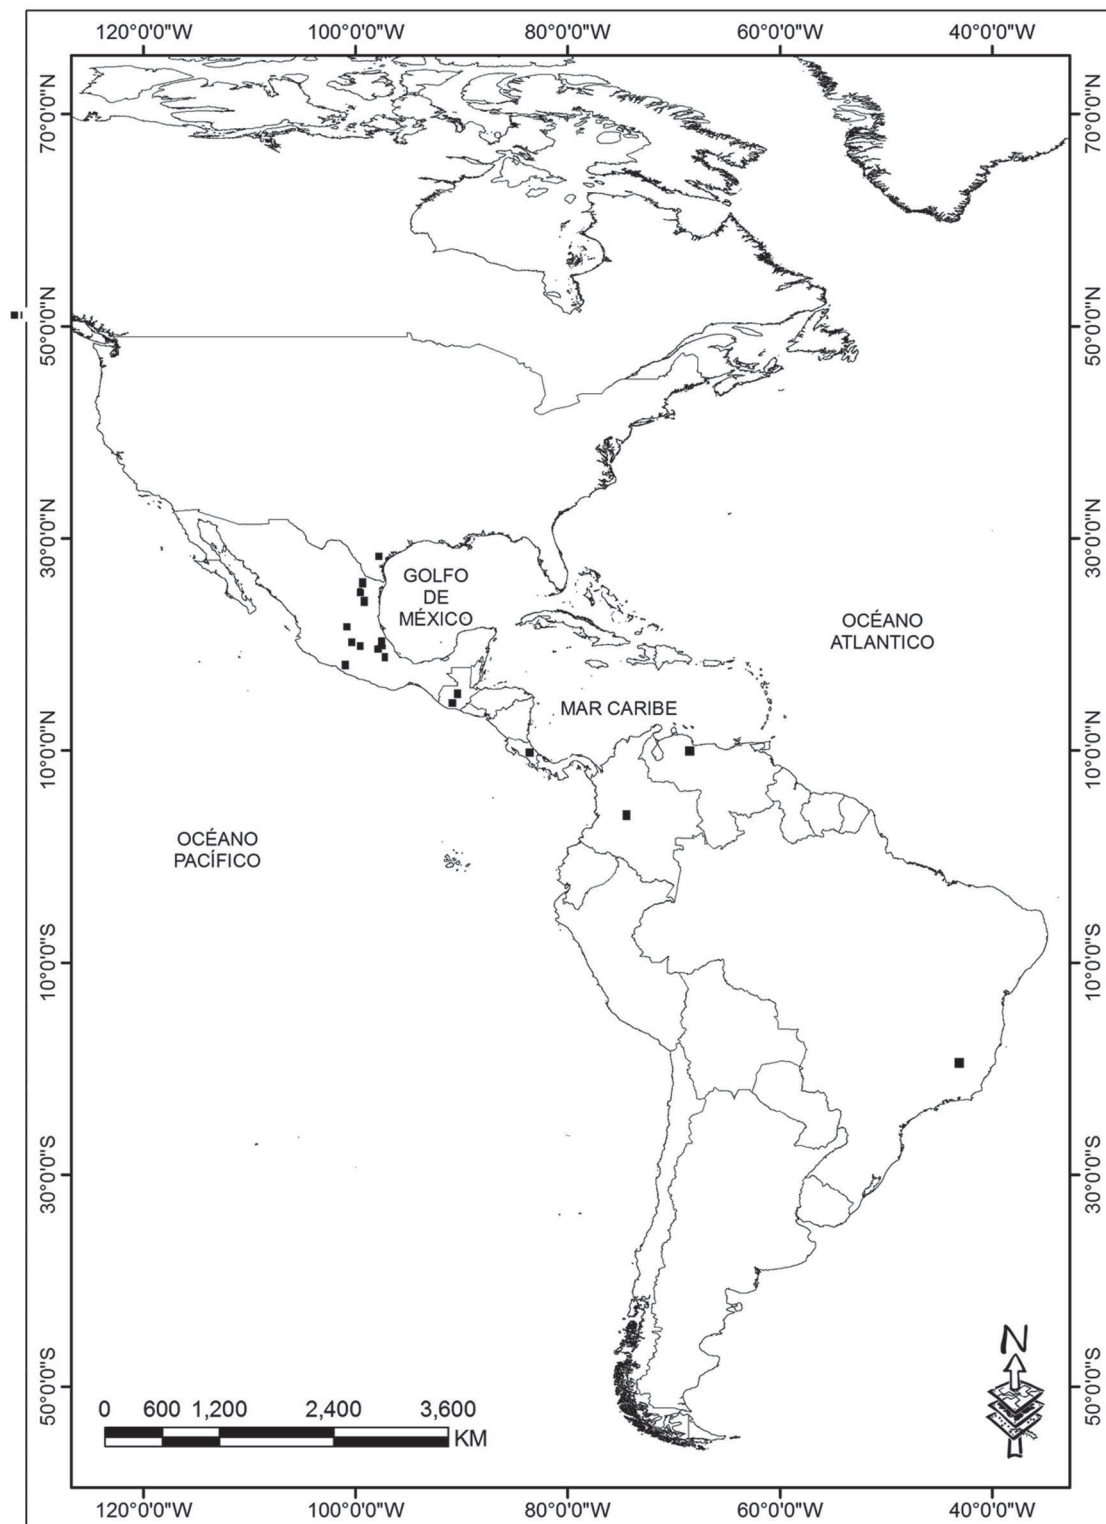 120°0'0"W 100°0'0"W 80°0'0"W 60°0'0"W 40°0'0"W
70°0'0"N 70°0'0"N
50°0'0"N 50°0'0"N
30°0'0"N 30°0'0"N
GOLFO
DE
MÉXICO
OCÉANO
ATLANTICO
MAR CARIBE
10°0'0"N 10°0'0"N
OCÉANO
PACÍFICO
10°0'0"S 10°0'0"S
30°0'0"S 30°0'0"S
N
50°0'0"S 50°0'0"S
0 600 1,200 2,400 3,600
KM
120°0'0"W 100°0'0"W 80°0'0"W 60°0'0"W 40°0'0"W